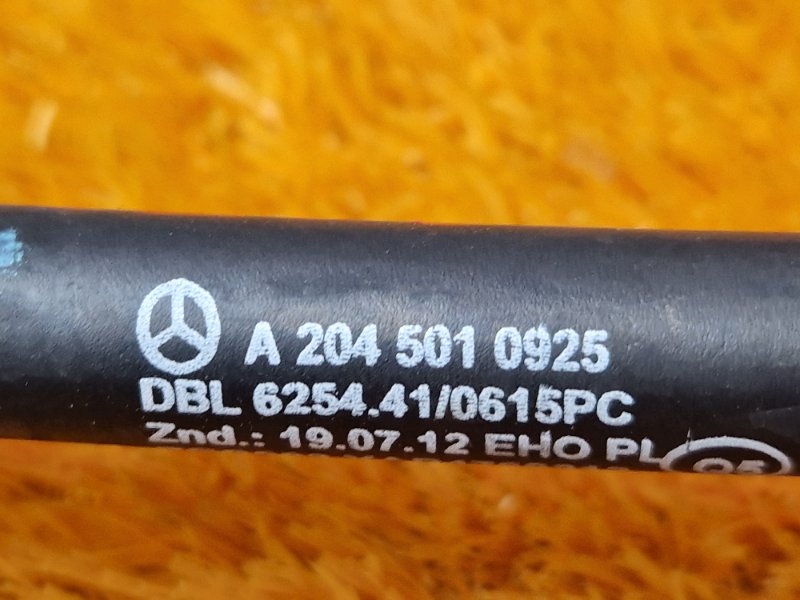 A 204 501 0925
DBL 6254.41/0615PC
Znd.: 19.07.12 EHO PL